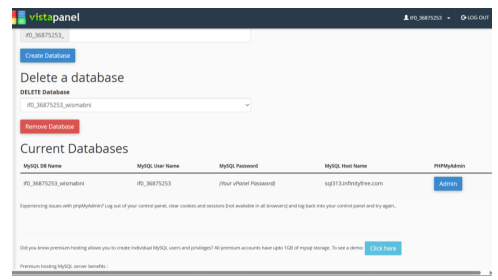 vistapanel
if0_36875253
LOG OUT
if0_36875253_
Create Database
Delete a database
DELETE Database
if0_36875253_wismabni
Remove Database
Current Databases
MySQL DB Name MySQL User Name MySQL Password MySQL Host Name PHPMyAdmin
if0_36875253_wismabni if0_36875253 (Your vPanel Password) sql313.infinityfree.com Admin
Experiencing issues with phpMyAdmin? Log out of your control panel, clear cookies and sessions (not available in all browsers) and log back into your control panel and try again..
Did you know premium hosting allows you to create individual MySQL users and privileges? All premium accounts have upto 1GB of mysql storage. To see a demo: Click here
Premium hosting MySQL server benefits :